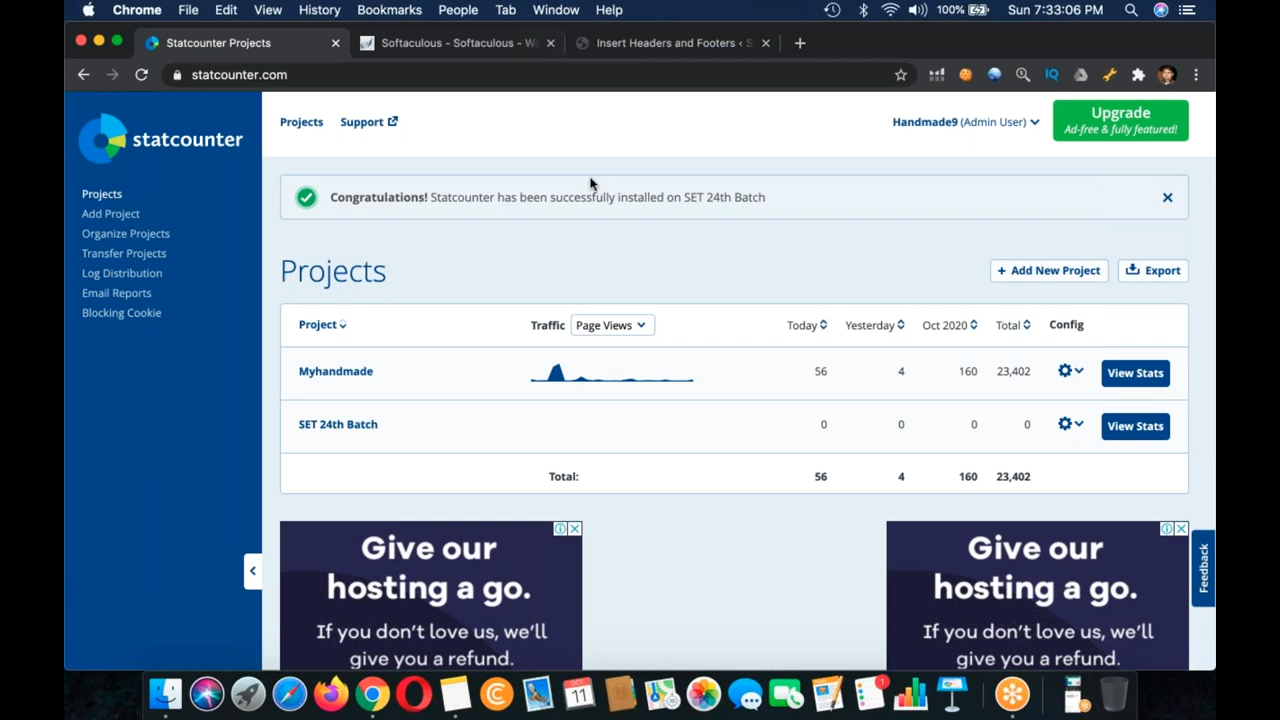 Chrome File Edit View History Bookmarks People Tab Window Help 100% Sun 7:33:06 PM
Statcounter Projects Softaculous - Softaculous - W Insert Headers and Footers ‹ S
statcounter.com IQ
statcounter
Projects
Add Project
Organize Projects
Transfer Projects
Log Distribution
Email Reports
Blocking Cookie
Projects Support Handmade9 (Admin User)
Upgrade
Ad-free & fully featured!
Congratulations! Statcounter has been successfully installed on SET 24th Batch
Projects + Add New Project Export
Project Traffic Page Views Today Yesterday Oct 2020 Total Config
Myhandmade 56 4 160 23,402 View Stats
SET 24th Batch 0 0 0 0 View Stats
Total: 56 4 160 23,402
Give our
hosting a go.
If you don't love us, we'll
give you a refund.
Give our
hosting a go.
If you don't love us, we'll
give you a refund.
Feedback
OCT
11
1